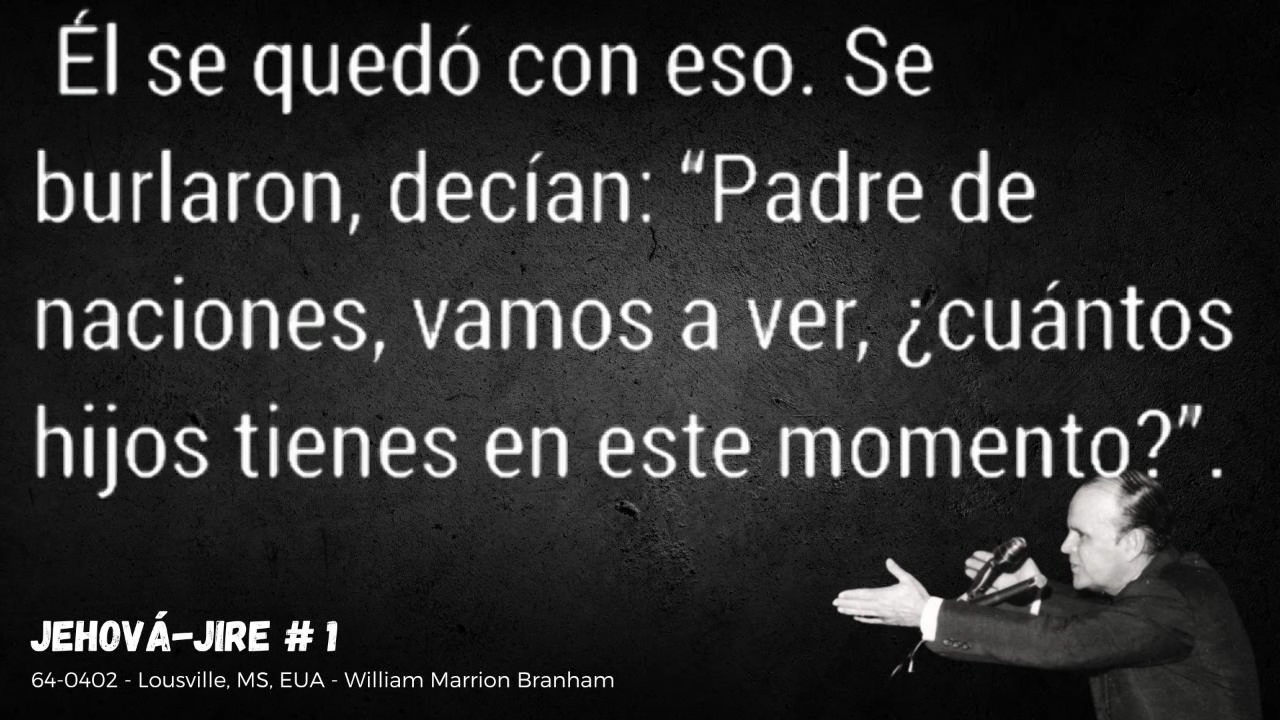 Él se quedó con eso. Se
burlaron, decían: “Padre de
naciones, vamos a ver, ¿cuántos
hijos tienes en este momento?” .
JEHOVÁ-JIRE # 1
64-0402 - Lousville, MS, EUA - William Marrion Branham